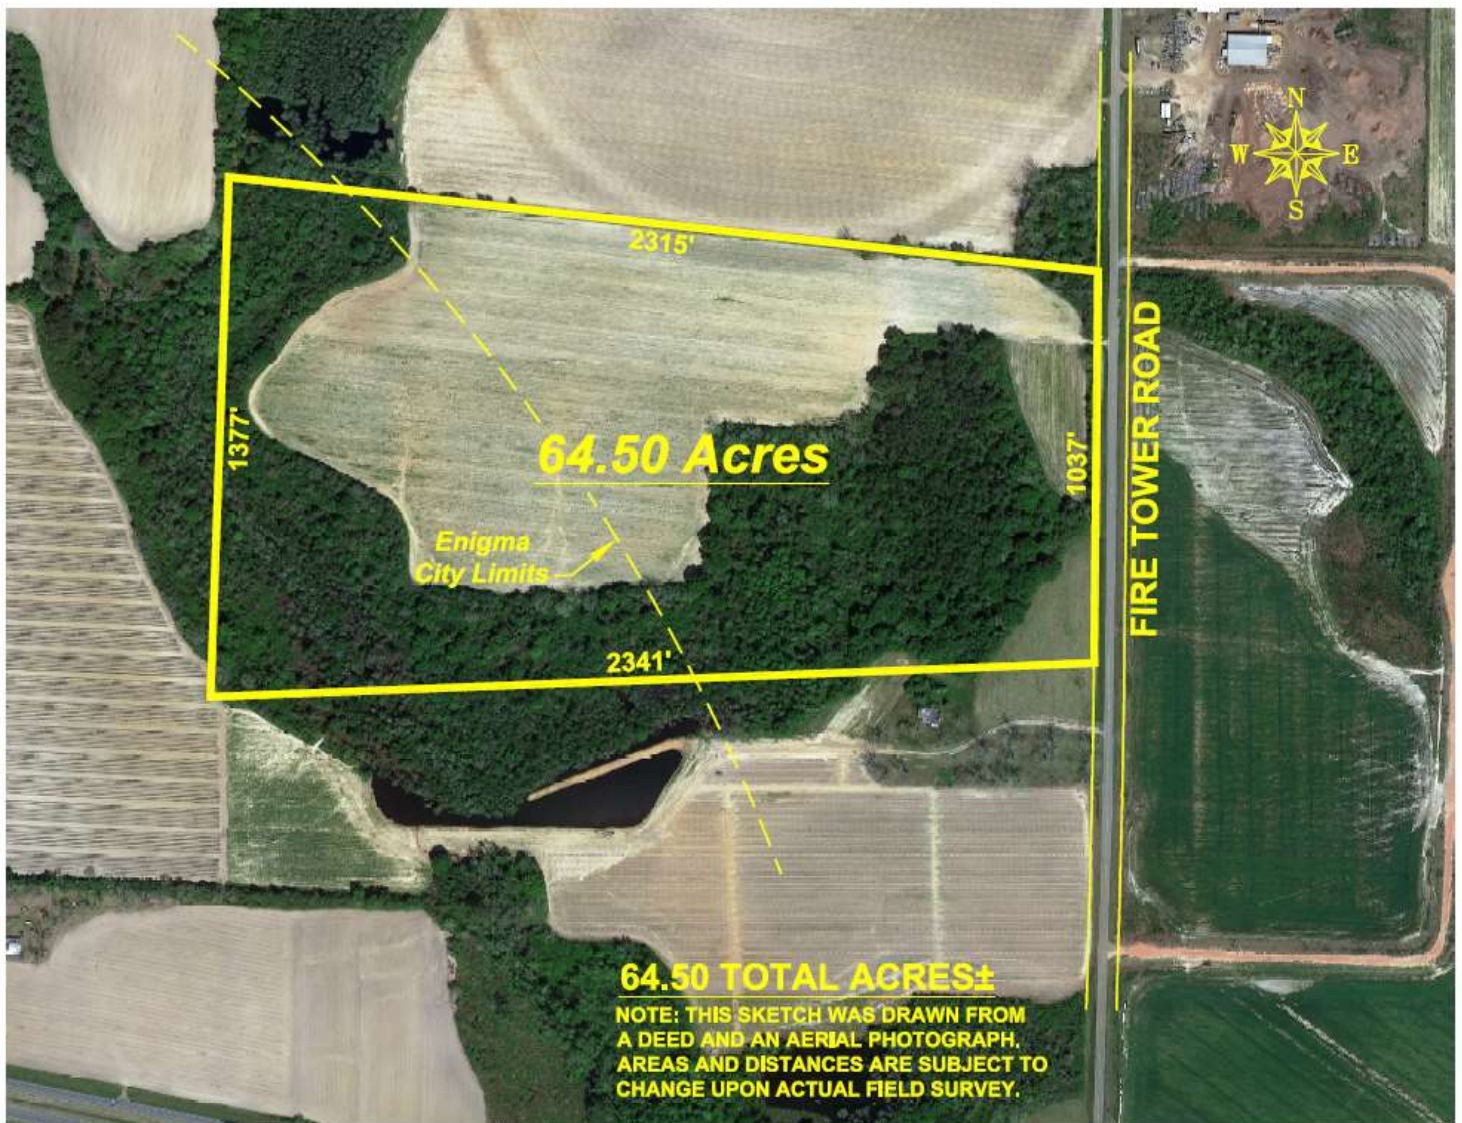 N
W E
S
2315'
1377'
64.50 Acres
1037'
FIRE TOWER ROAD
Enigma
City Limits
2341'
64.50 TOTAL ACRES±
NOTE: THIS SKETCH WAS DRAWN FROM
A DEED AND AN AERIAL PHOTOGRAPH.
AREAS AND DISTANCES ARE SUBJECT TO
CHANGE UPON ACTUAL FIELD SURVEY.